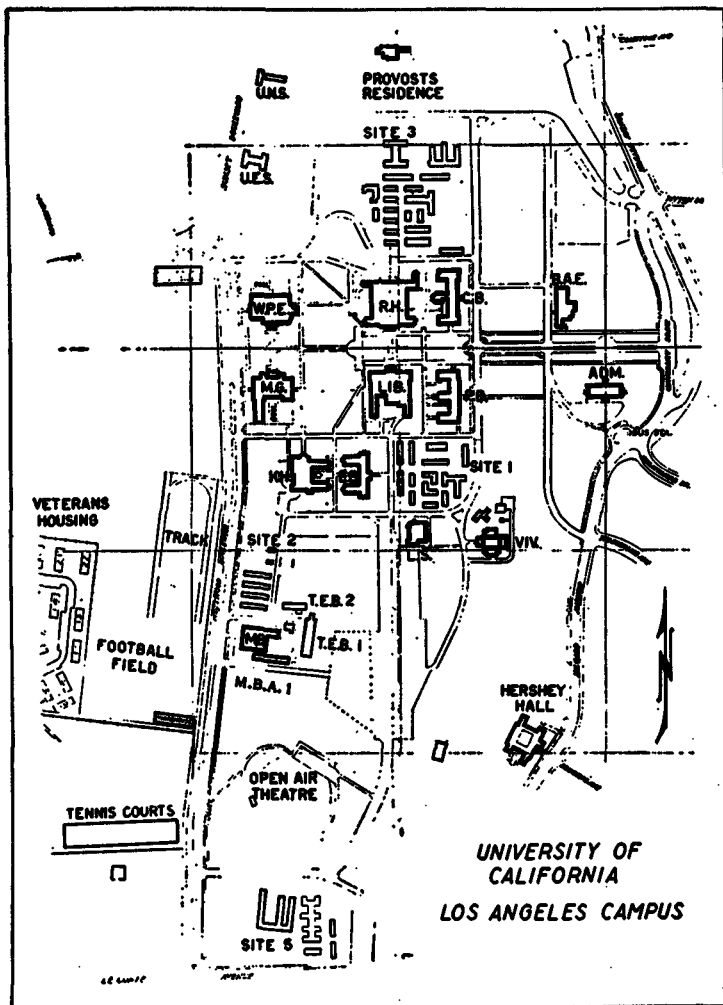 U.N.S.
PROVOSTS
RESIDENCE
SITE 3
U.E.S.
W.P.E.
R.H.
C.B.
B.A.E.
M.G.
LIB.
P.B.
ADM.
K.H.
SITE 1
VETERANS
HOUSING
TRACK
SITE 2
VIV.
T.E.B. 2
FOOTBALL
FIELD
T.E.B. 1
M.B.A. 1
HERSHEY
HALL
OPEN AIR
THEATRE
TENNIS COURTS
UNIVERSITY OF
CALIFORNIA
LOS ANGELES CAMPUS
SITE 5